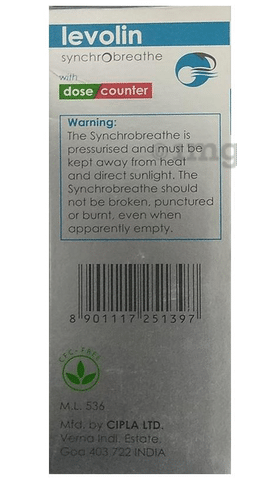 levolin
synchrobreathe
with
dose counter
Warning:
The Synchrobreathe is
pressurised and must be
kept away from heat
and direct sunlight. The
Synchrobreathe should
not be broken, punctured
or burnt, even when
apparently empty.
8 901117 251397
CFC-FREE
M.L. 536
Mfd. by CIPLA LTD.
Verna Indl. Estate,
Goa 403 722 INDIA